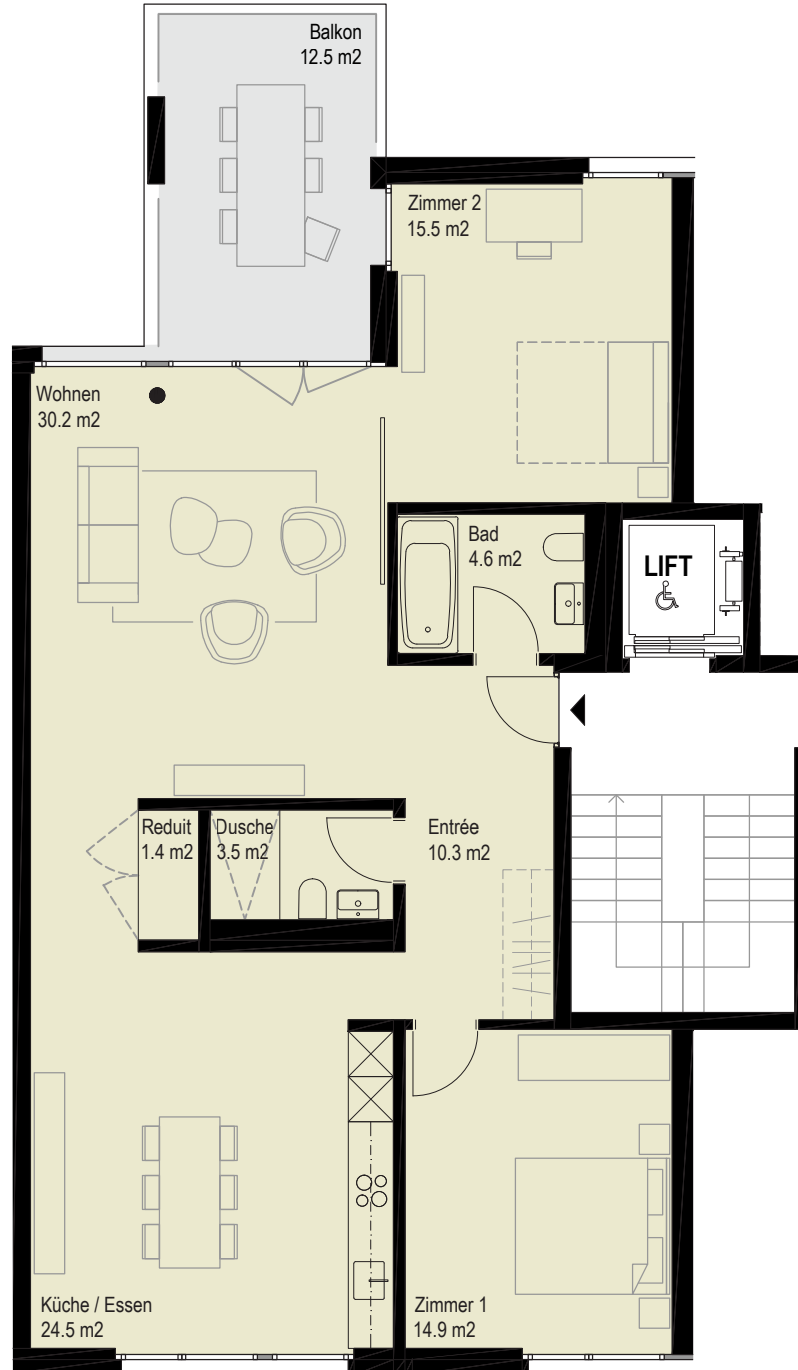 Balkon
12.5 m2
Zimmer 2
15.5 m2
Wohnen
30.2 m2
Bad
4.6 m2
LIFT
Reduit
1.4 m2
Dusche
3.5 m2
Entrée
10.3 m2
Küche / Essen
24.5 m2
Zimmer 1
14.9 m2